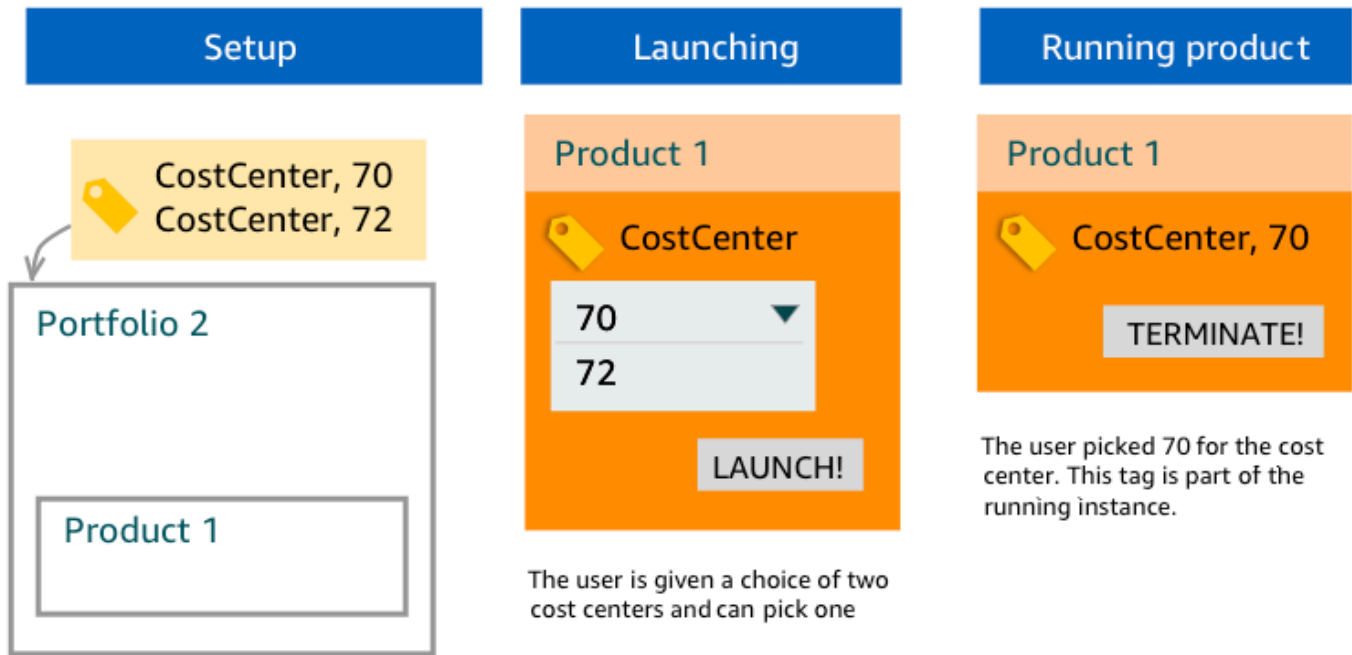 Setup
CostCenter, 70
CostCenter, 72
Portfolio 2
Product 1
Launching
Product 1
CostCenter
70
72
LAUNCH!
The user is given a choice of two
cost centers and can pick one
Running product
Product 1
CostCenter, 70
TERMINATE!
The user picked 70 for the cost
center. This tag is part of the
running instance.